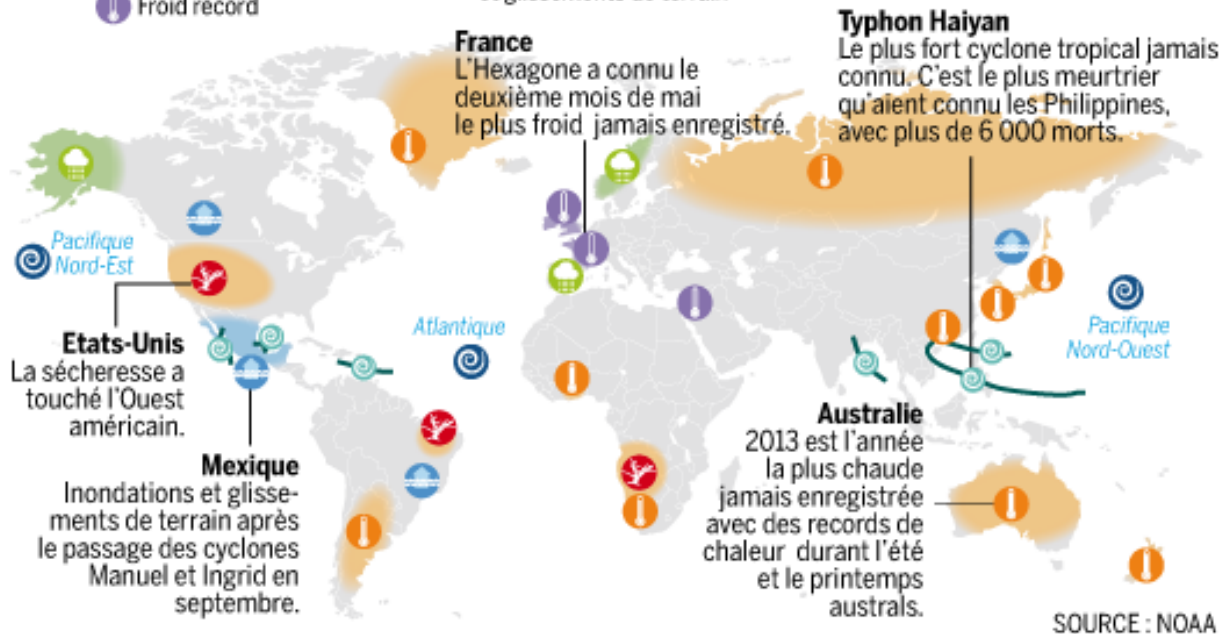 Froid record
France
L'Hexagone a connu le
deuxième mois de mai
le plus froid jamais enregistré.
Typhon Haiyan
Le plus fort cyclone tropical jamais
connu. C'est le plus meurtrier
qu'aient connu les Philippines,
avec plus de 6 000 morts.
Pacifique
Nord-Est
Etats-Unis
La sécheresse a
touché l'Ouest
américain.
Atlantique
Pacifique
Nord-Ouest
Mexique
Inondations et glisse-
ments de terrain après
le passage des cyclones
Manuel et Ingrid en
septembre.
Australie
2013 est l'année
la plus chaude
jamais enregistrée
avec des records de
chaleur durant l'été
et le printemps
australs.
SOURCE : NOAA